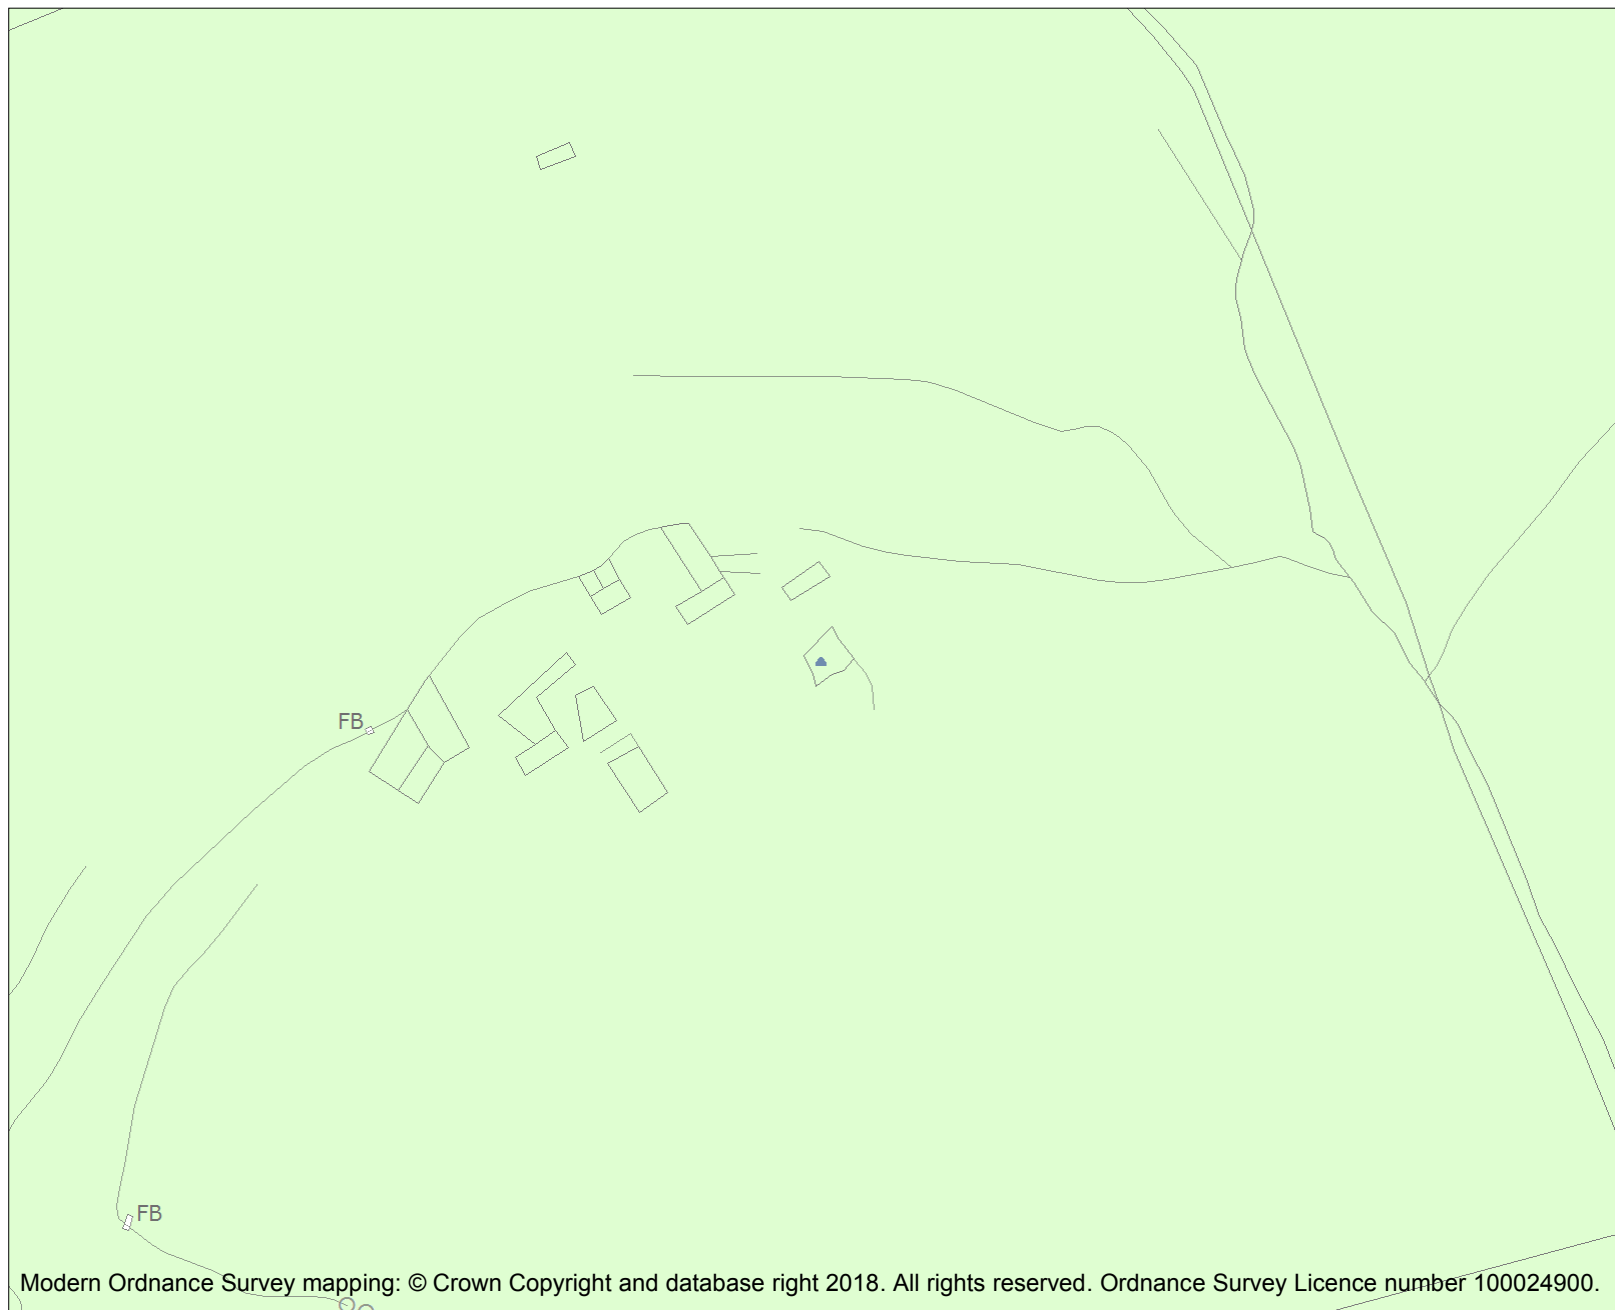 FB
FB
Modern Ordnance Survey mapping: © Crown Copyright and database right 2018. All rights reserved. Ordnance Survey Licence number 100024900.